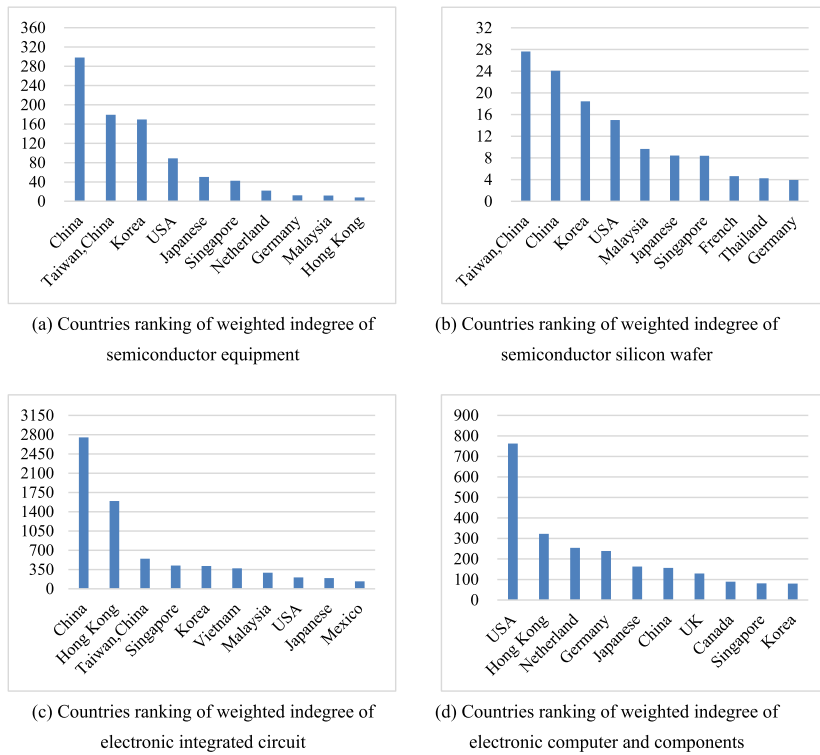 360
320
280
240
200
160
120
80
40
0
China
Taiwan,China
Korea
USA
Japanese
Singapore
Netherland
Germany
Malaysia
Hong Kong
(a) Countries ranking of weighted indegree of
semiconductor equipment
32
28
24
20
16
12
8
4
0
Taiwan,China
China
Korea
USA
Malaysia
Japanese
Singapore
French
Thailand
Germany
(b) Countries ranking of weighted indegree of
semiconductor silicon wafer
3150
2800
2450
2100
1750
1400
1050
700
350
0
China
Hong Kong
Taiwan,China
Singapore
Korea
Vietnam
Malaysia
USA
Japanese
Mexico
(c) Countries ranking of weighted indegree of
electronic integrated circuit
900
800
700
600
500
400
300
200
100
0
USA
Hong Kong
Netherland
Germany
Japanese
China
UK
Canada
Singapore
Korea
(d) Countries ranking of weighted indegree of
electronic computer and components